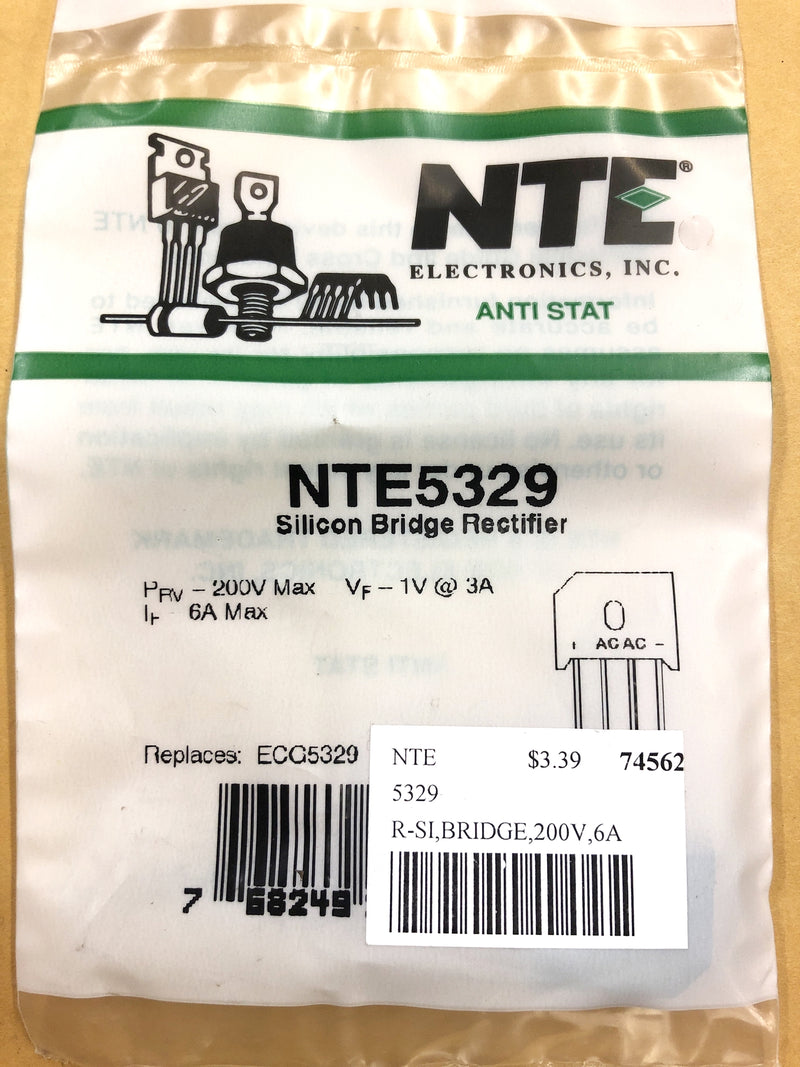 NTE®
ELECTRONICS, INC.
ANTI STAT
NTE5329
Silicon Bridge Rectifier
PRV – 200V Max VF – 1V @ 3A
IF 6A Max
+ AC AC –
Replaces: ECG5329
7 68249
NTE $3.39 74562
5329
R-SI,BRIDGE,200V,6A